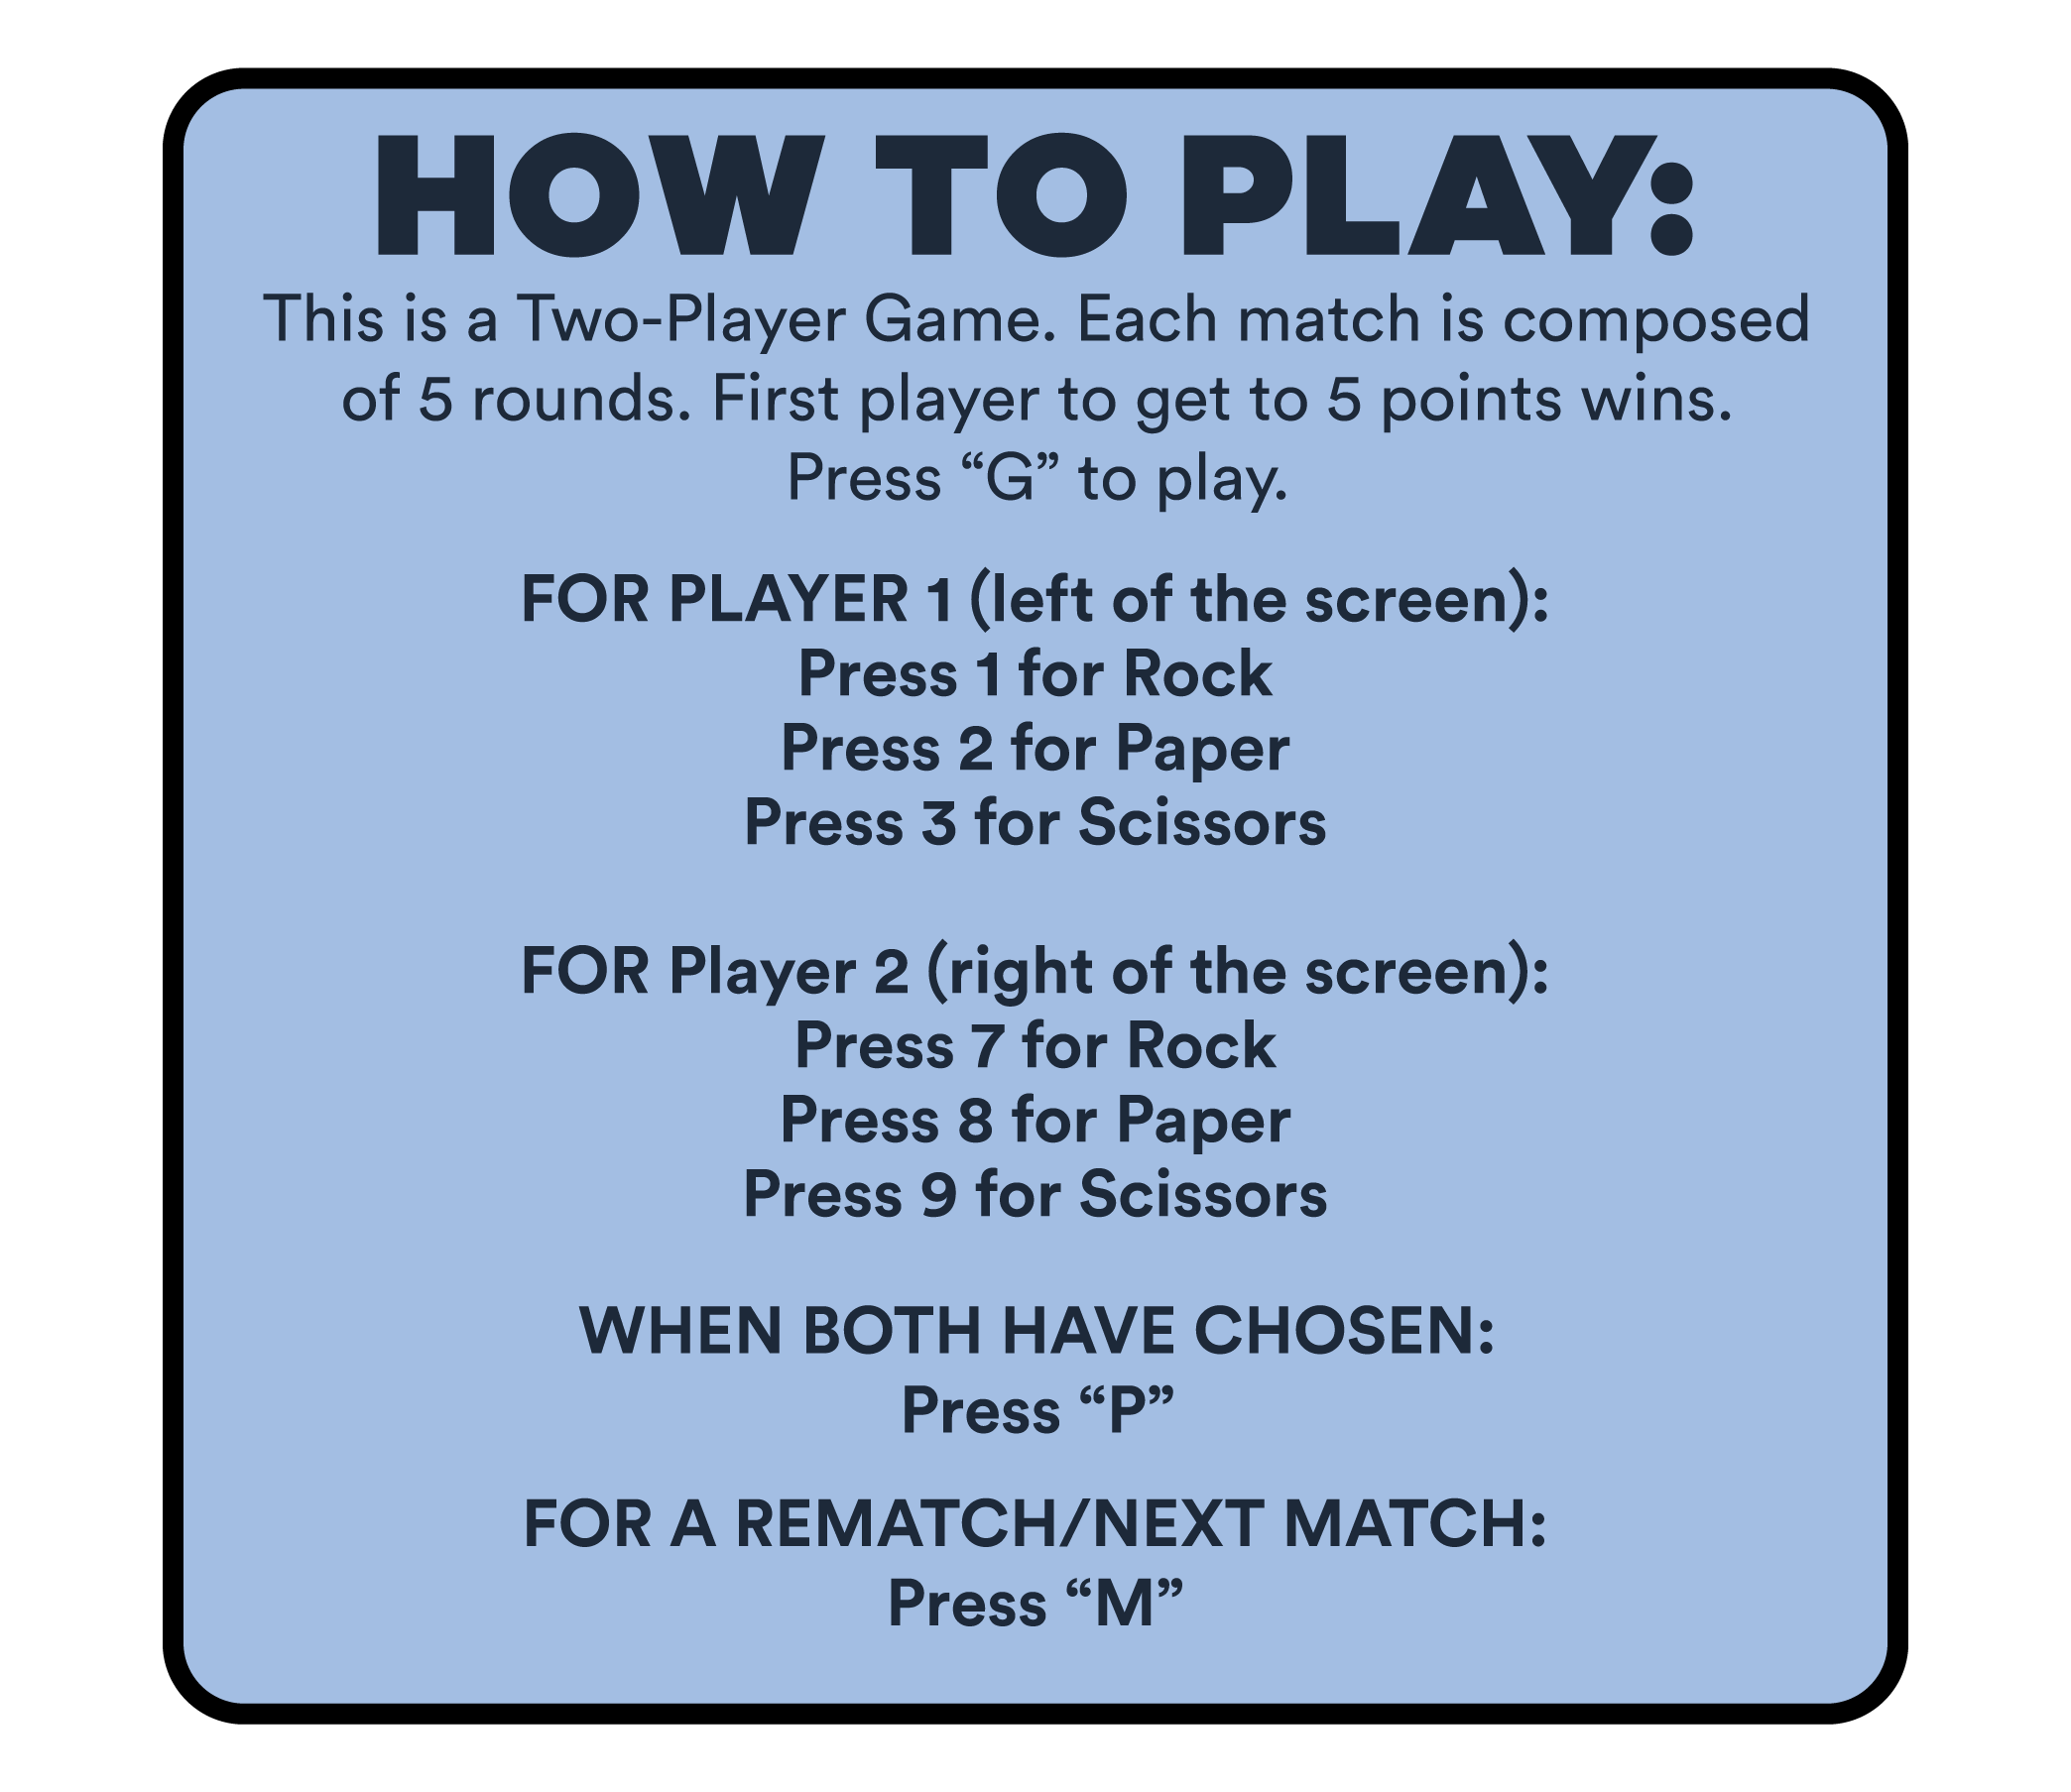 HOW TO PLAY:
This is a Two-Player Game. Each match is composed
of 5 rounds. First player to get to 5 points wins.
Press “G” to play.
FOR PLAYER 1 (left of the screen):
Press 1 for Rock
Press 2 for Paper
Press 3 for Scissors
FOR Player 2 (right of the screen):
Press 7 for Rock
Press 8 for Paper
Press 9 for Scissors
WHEN BOTH HAVE CHOSEN:
Press “P”
FOR A REMATCH/NEXT MATCH:
Press “M”